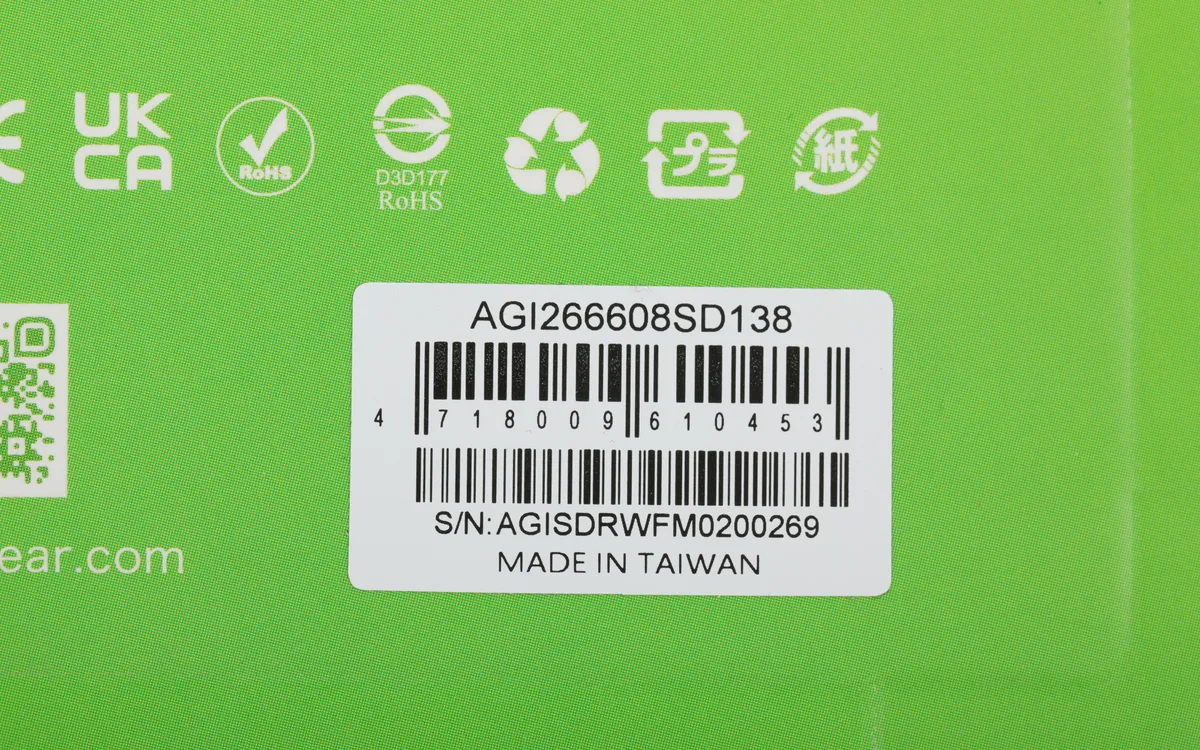 UK
CA
RoHS
D3D177
RoHS
プラ
紙
AGI266608SD138
4 718009 610453
S/N:AGISDRWFM0200269
MADE IN TAIWAN
ear.com